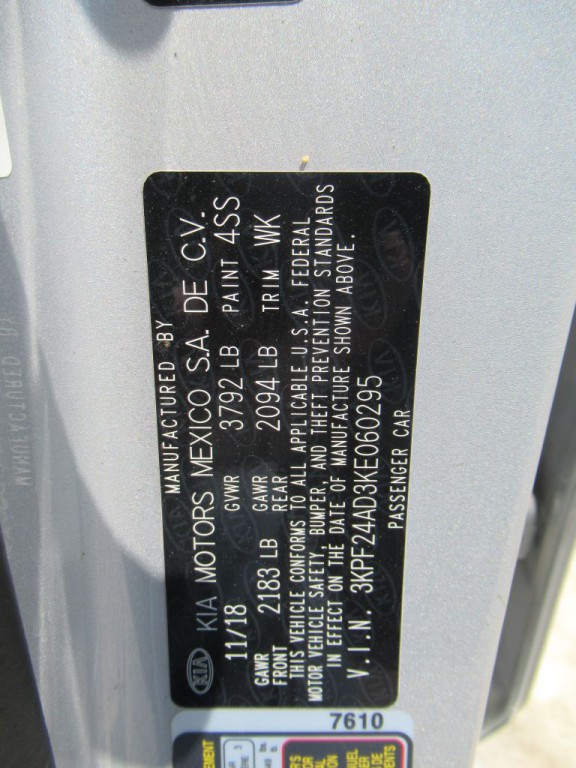 MANUFACTURED BY
KIA KIA MOTORS MEXICO S.A. DE C.V.
11/18 GVWR 3792 LB PAINT 4SS
GAWR FRONT 2183 LB GAWR REAR 2094 LB TRIM WK
THIS VEHICLE CONFORMS TO ALL APPLICABLE U.S.A. FEDERAL
MOTOR VEHICLE SAFETY, BUMPER, AND THEFT PREVENTION STANDARDS
IN EFFECT ON THE DATE OF MANUFACTURE SHOWN ABOVE.
V.I.N. 3KPF24AD3KE060295
PASSENGER CAR
7610